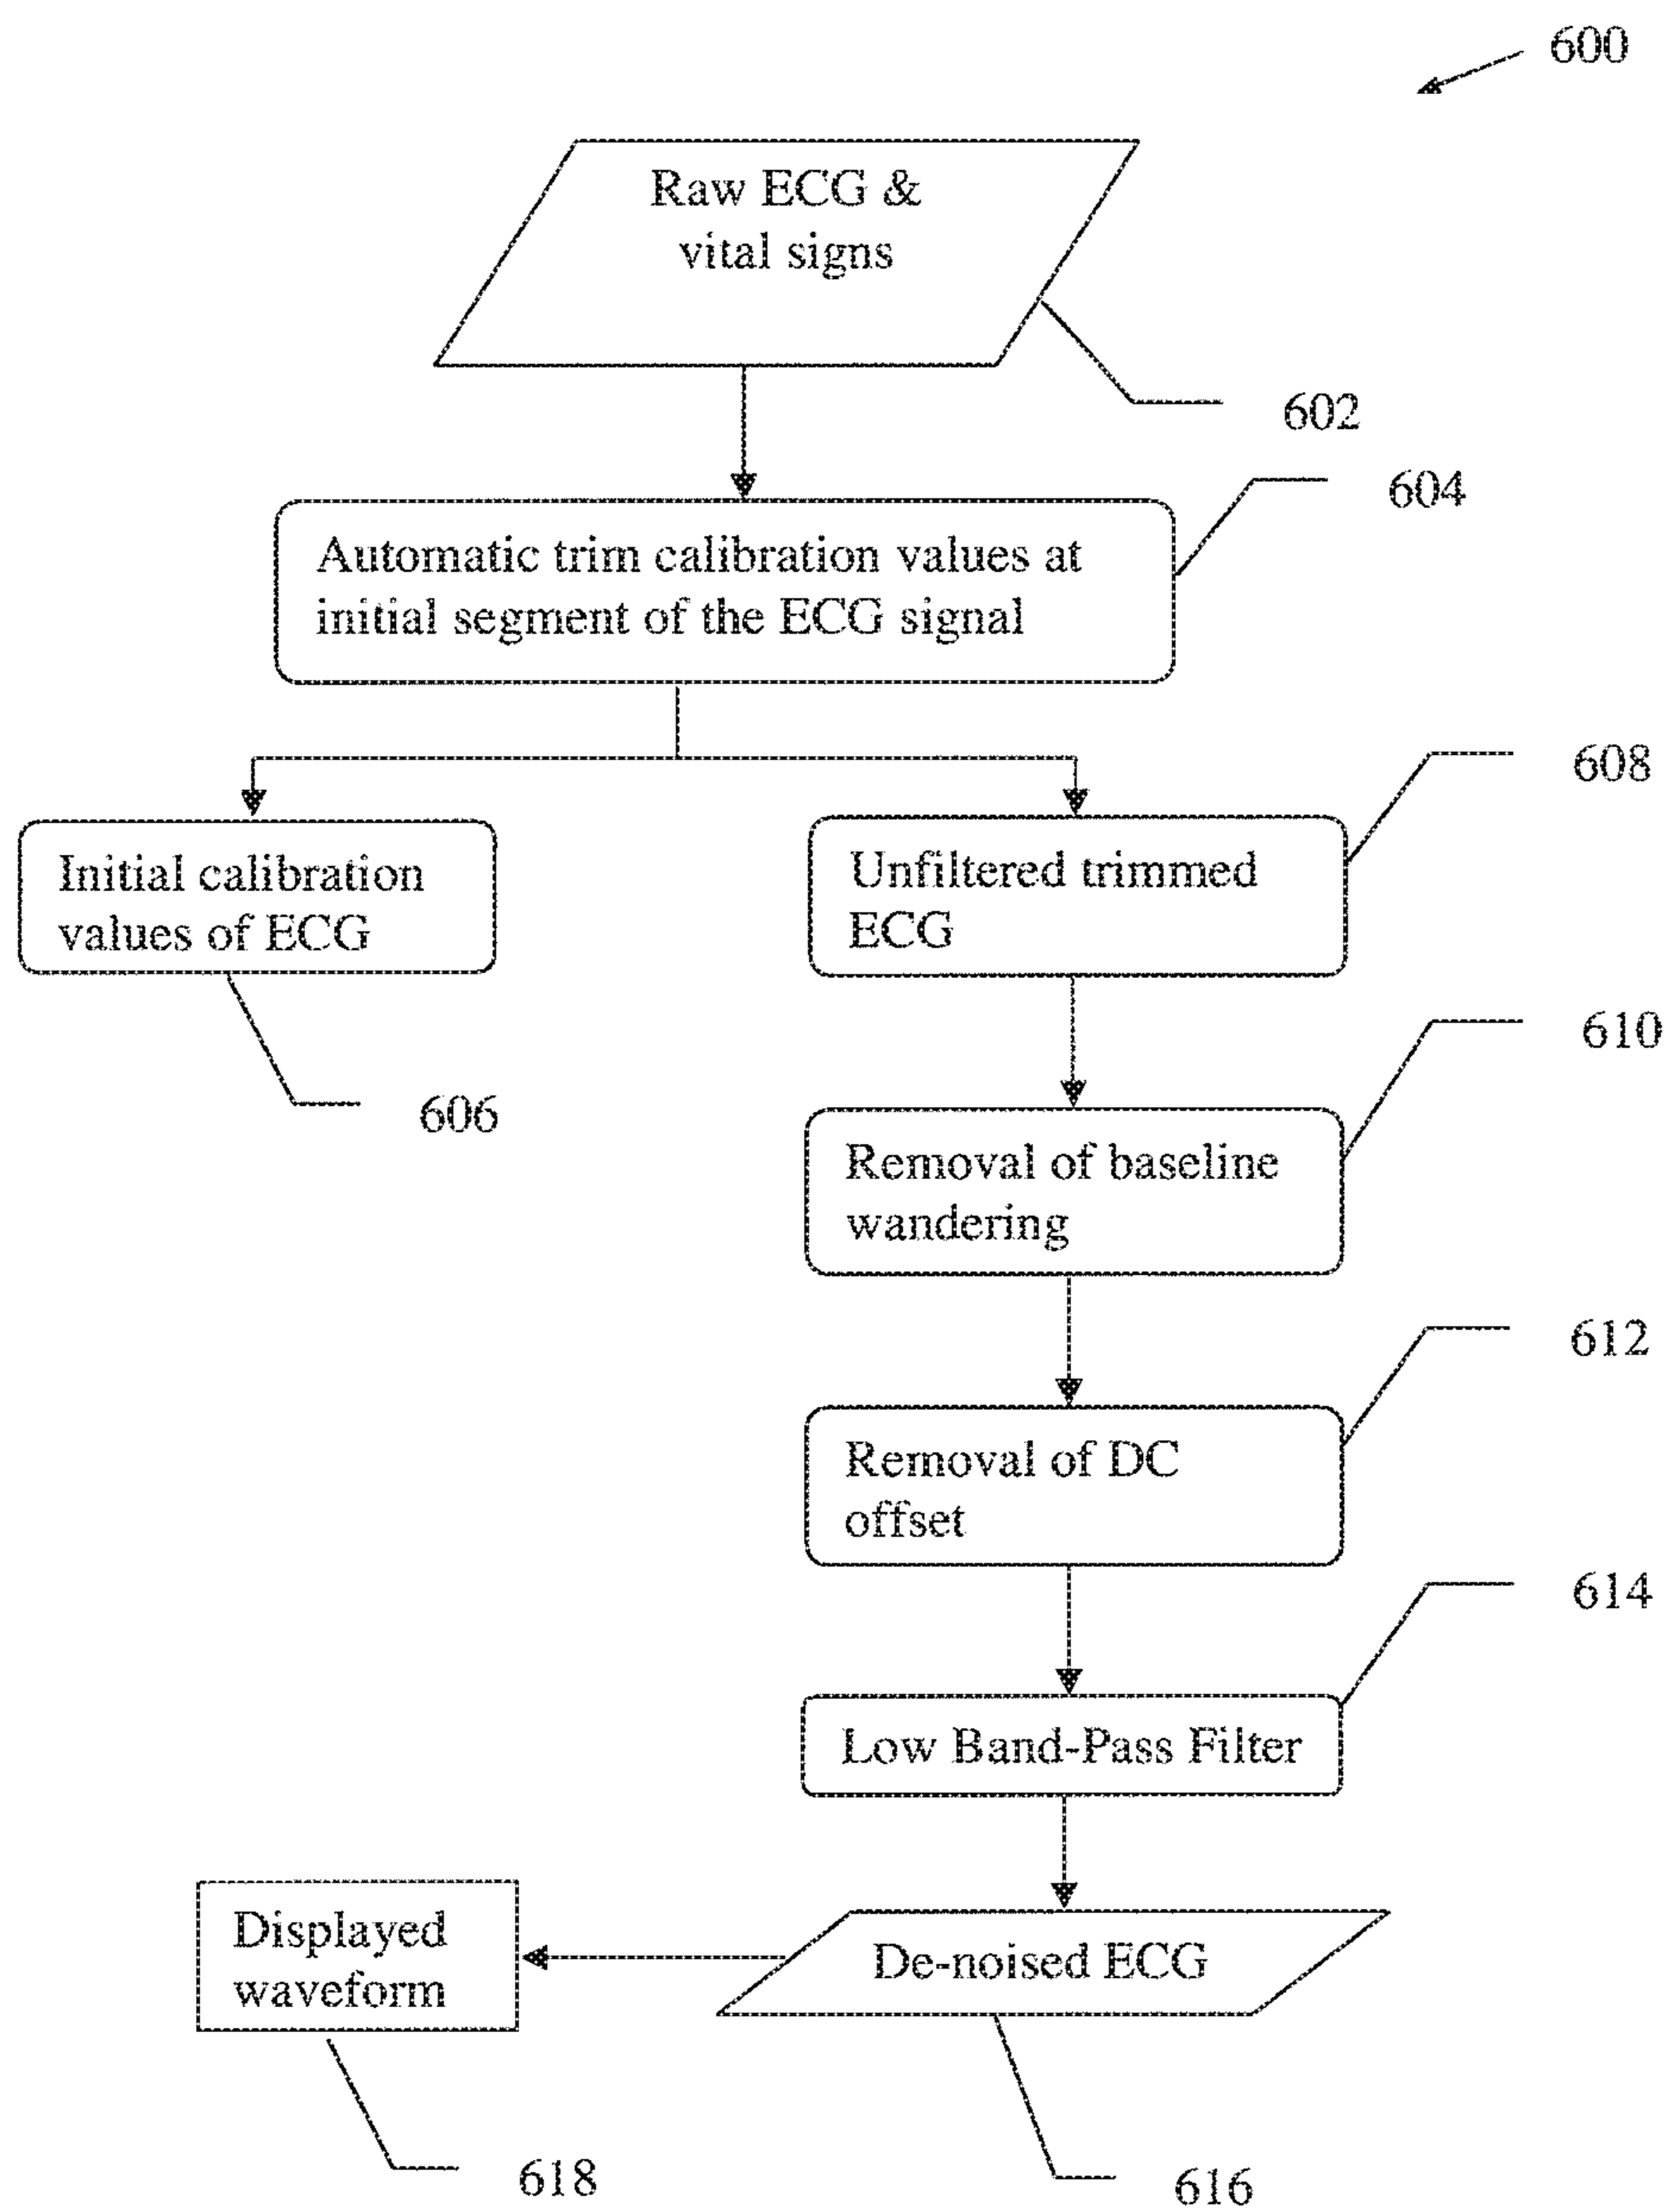 600
Raw ECG &
vital signs
602
604
Automatic trim calibration values at
initial segment of the ECG signal
608
Initial calibration
values of ECG
Unfiltered trimmed
ECG
606
610
Removal of baseline
wandering
612
Removal of DC
offset
614
Low Band-Pass Filter
Displayed
waveform
De-noised ECG
618
616